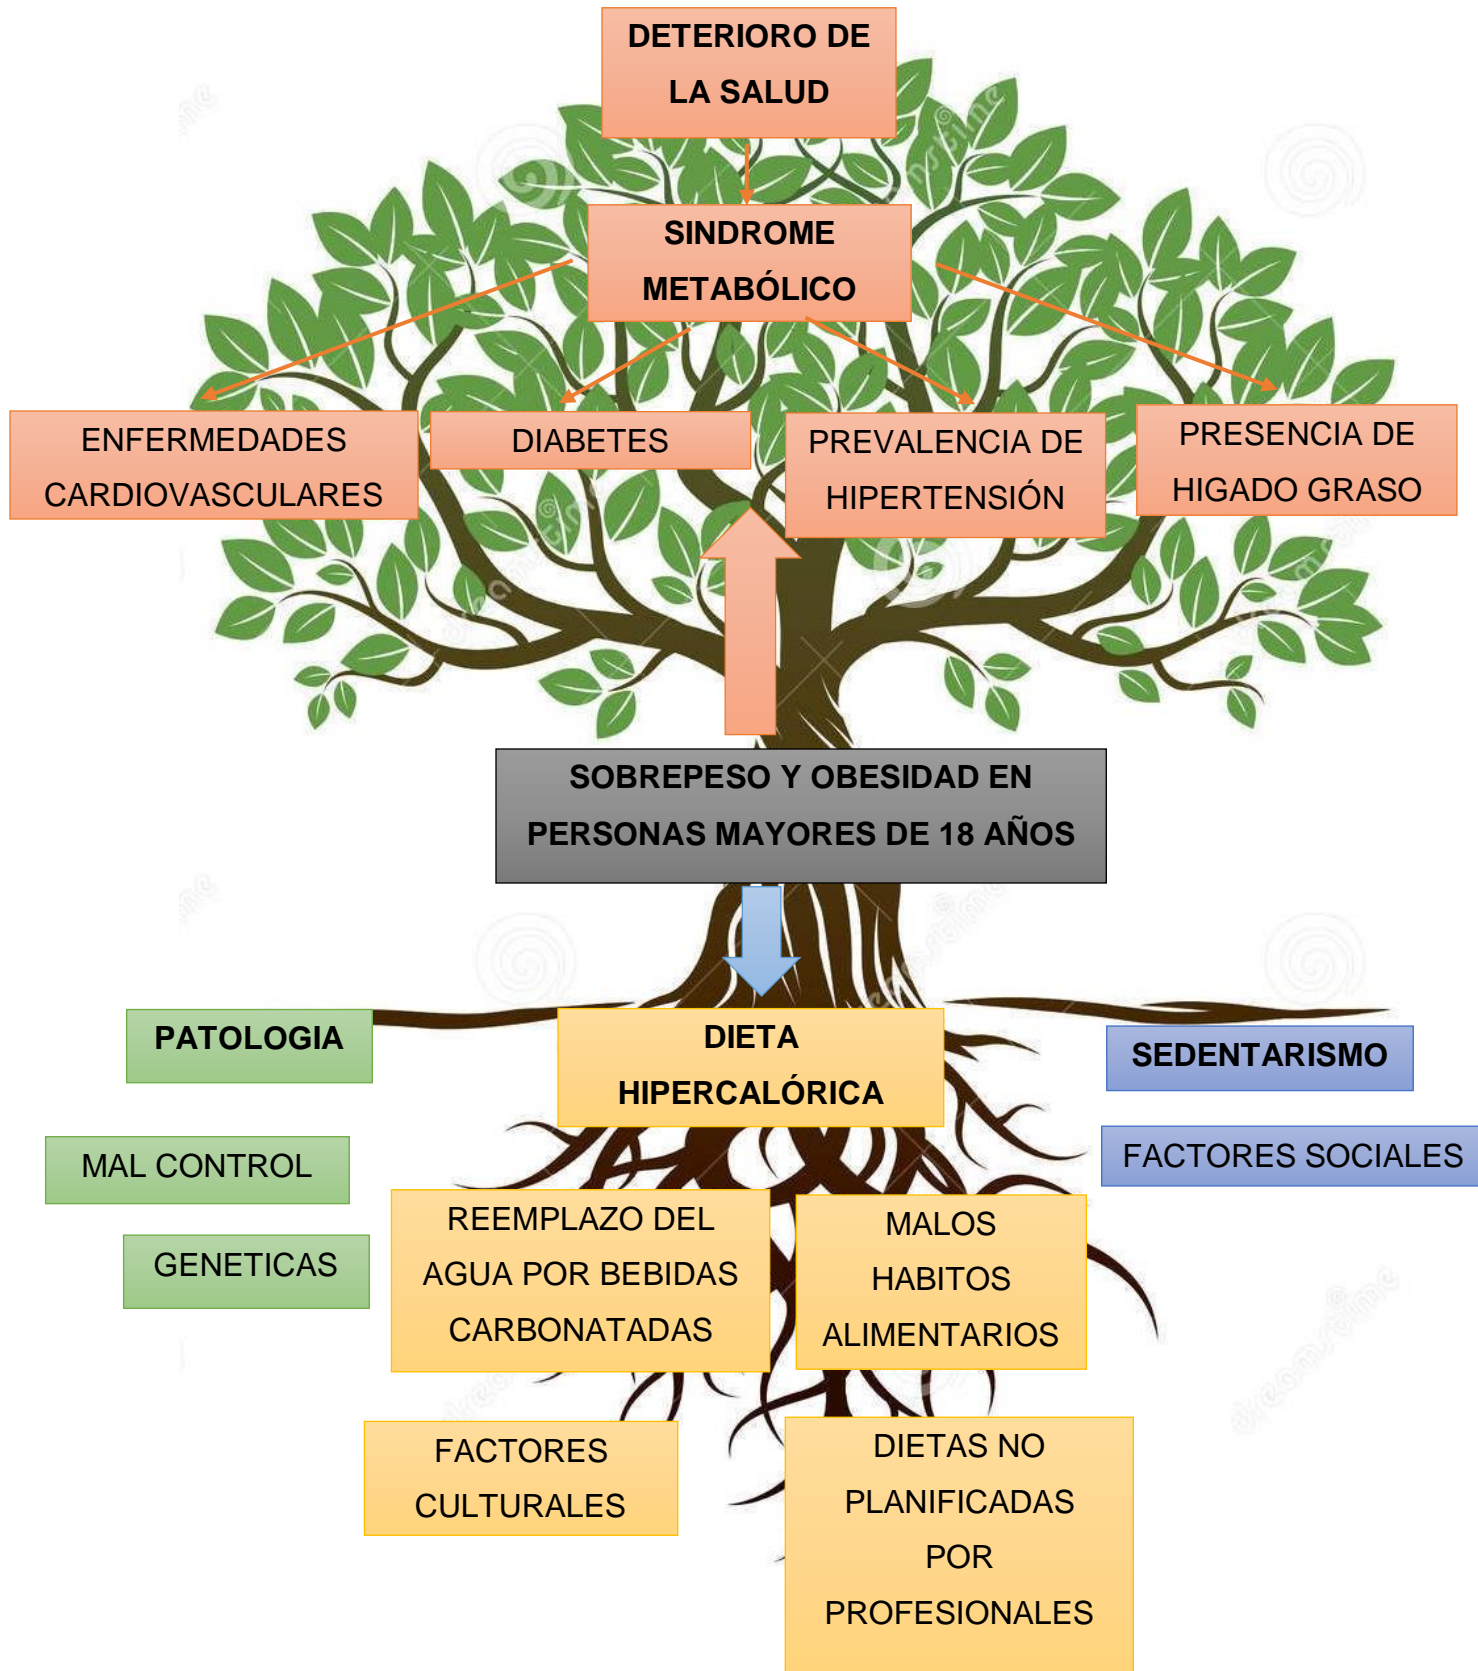 DETERIORO DE
LA SALUD
SINDROME
METABÓLICO
ENFERMEDADES
CARDIOVASCULARES
DIABETES
PREVALENCIA DE
HIPERTENSIÓN
PRESENCIA DE
HIGADO GRASO
SOBREPESO Y OBESIDAD EN
PERSONAS MAYORES DE 18 AÑOS
PATOLOGIA
DIETA
HIPERCALÓRICA
SEDENTARISMO
MAL CONTROL
FACTORES SOCIALES
GENETICAS
REEMPLAZO DEL
AGUA POR BEBIDAS
CARBONATADAS
MALOS
HABITOS
ALIMENTARIOS
FACTORES
CULTURALES
DIETAS NO
PLANIFICADAS
POR
PROFESIONALES
dreamstime